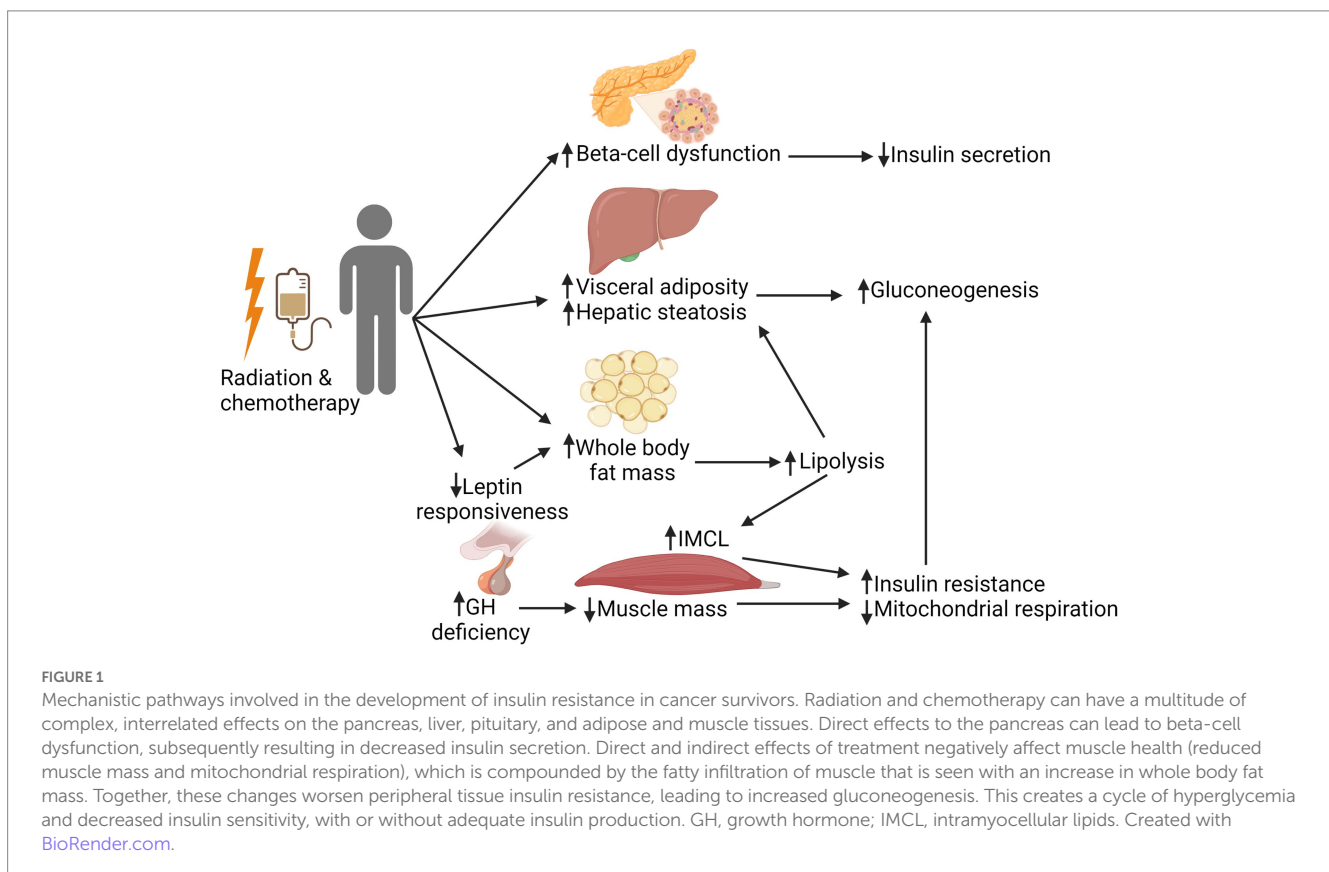 ↑Beta-cell dysfunction
↓Insulin secretion
↑Visceral adiposity
↑Hepatic steatosis
↑Gluconeogenesis
Radiation &
chemotherapy
↑Whole body
fat mass
↑Lipolysis
↓Leptin
responsiveness
↑IMCL
↑Insulin resistance
↓Mitochondrial respiration
↑GH
deficiency
↓Muscle mass
FIGURE 1
Mechanistic pathways involved in the development of insulin resistance in cancer survivors. Radiation and chemotherapy can have a multitude of
complex, interrelated effects on the pancreas, liver, pituitary, and adipose and muscle tissues. Direct effects to the pancreas can lead to beta-cell
dysfunction, subsequently resulting in decreased insulin secretion. Direct and indirect effects of treatment negatively affect muscle health (reduced
muscle mass and mitochondrial respiration), which is compounded by the fatty infiltration of muscle that is seen with an increase in whole body fat
mass. Together, these changes worsen peripheral tissue insulin resistance, leading to increased gluconeogenesis. This creates a cycle of hyperglycemia
and decreased insulin sensitivity, with or without adequate insulin production. GH, growth hormone; IMCL, intramyocellular lipids. Created with
BioRender.com.